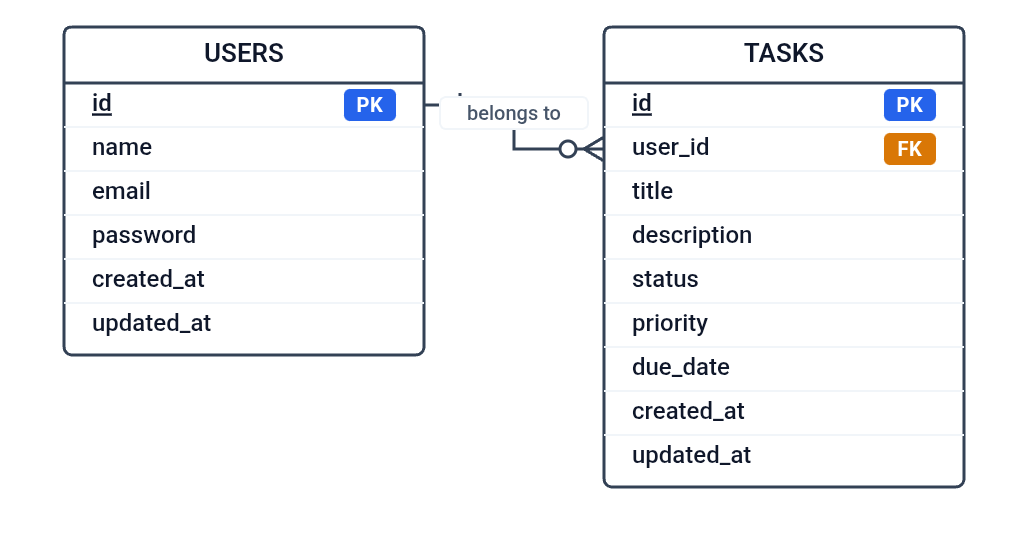 USERS
id PK
name
email
password
created_at
updated_at
belongs to
TASKS
id PK
user_id FK
title
description
status
priority
due_date
created_at
updated_at